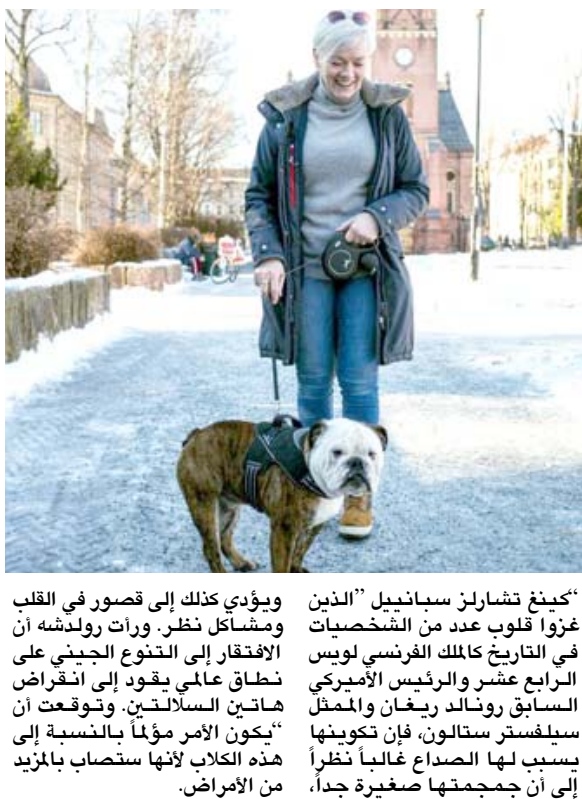 “كينغ تشارلز سبانييل ”الذين
غزوا قلوب عدد من الشخصيات
في التاريخ كالملك الفرنسي لويس
الرابع عشر والرئيس الأميركي
السابق رونالد ريغان والممثل
سيلفستر ستالون، فإن تكوينها
يسبب لها الصداع غالباً نظراً
إلى أن جمجمتها صغيرة جداً،
ويؤدي كذلك إلى قصور في القلب
ومشاكل نظر. ورأت رولدشه أن
الافتقار إلى التنوع الجيني على
نطاق عالمي يقود إلى انقراض
هاتين السلالتين. وتوقعت أن
“يكون الأمر مؤلماً بالنسبة إلى
هذه الكلاب لأنها ستصاب بالمزيد
من الأمراض.